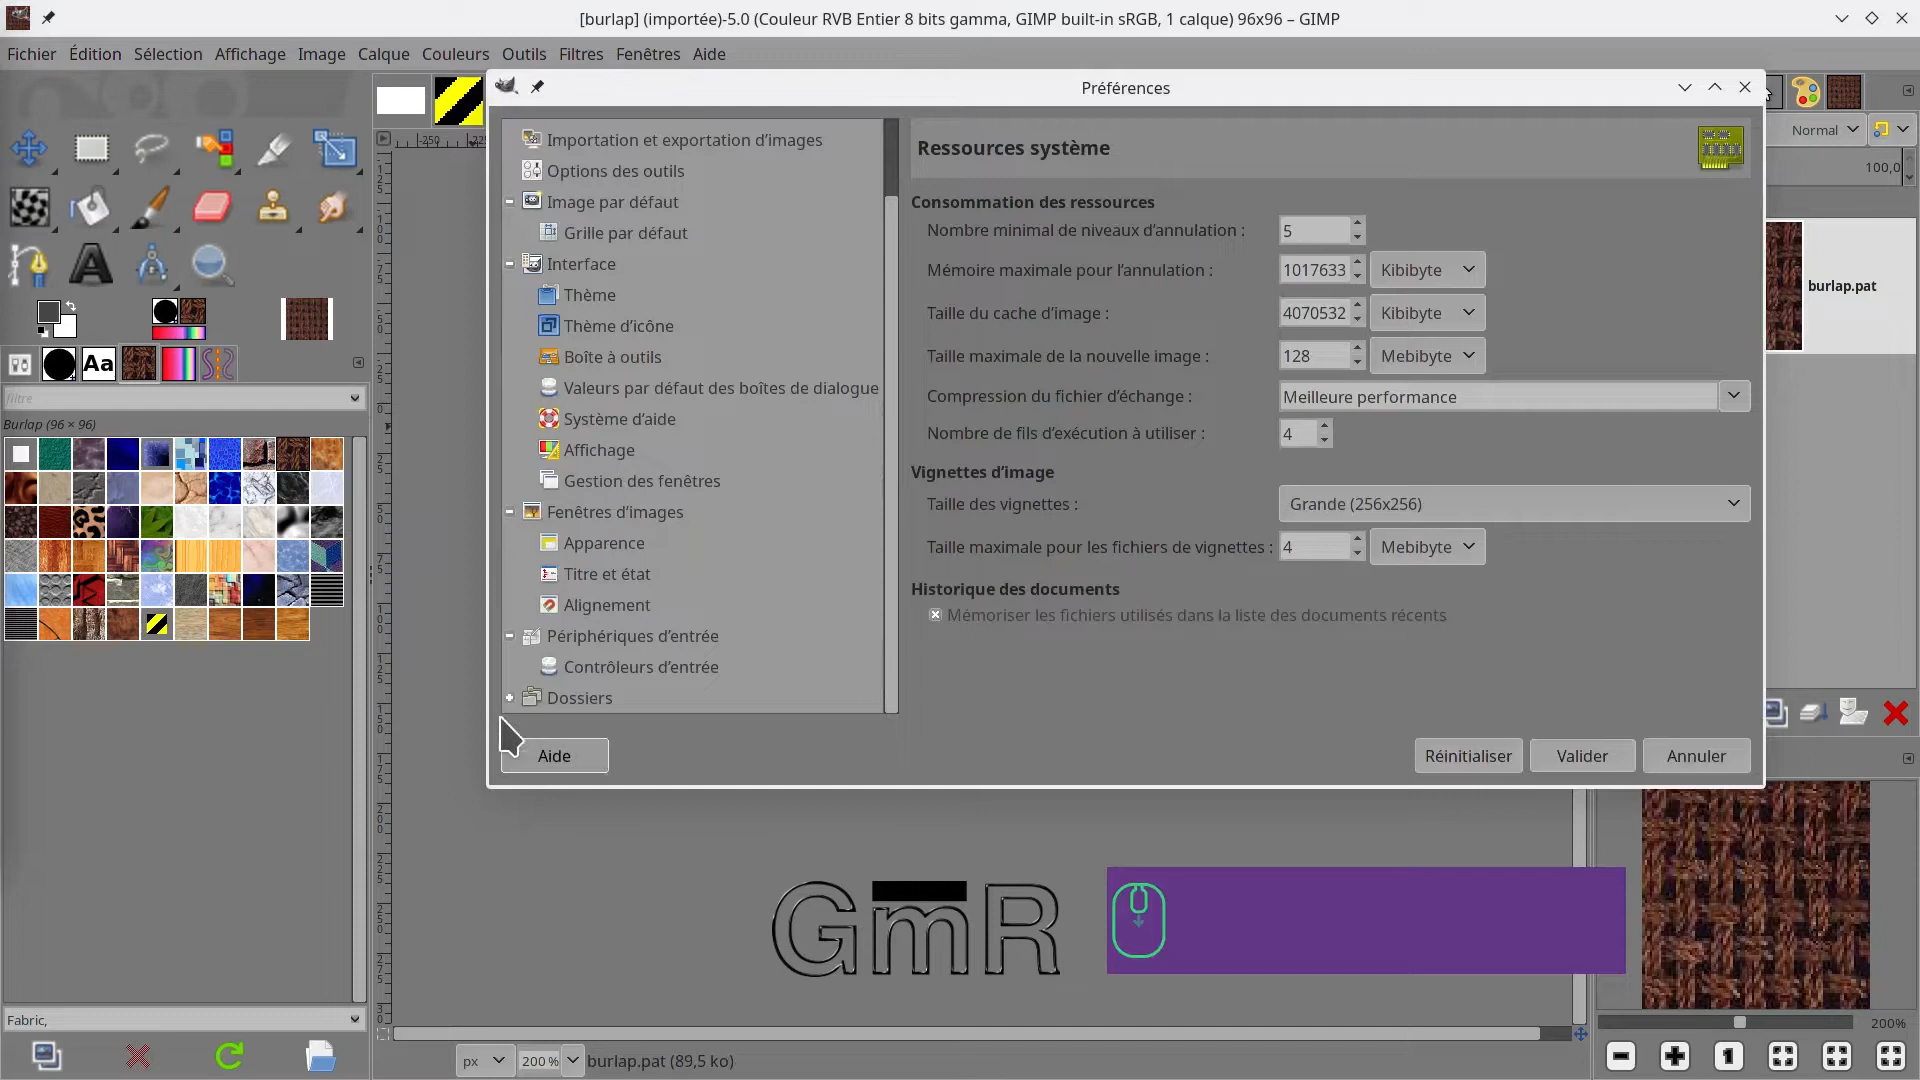 [burlap] (importée)-5.0 (Couleur RVB Entier 8 bits gamma, GIMP built-in sRGB, 1 calque) 96x96 – GIMP
Fichier Édition Sélection Affichage Image Calque Couleurs Outils Filtres Fenêtres Aide
Préférences
Importation et exportation d'images
Options des outils
Image par défaut
Grille par défaut
Interface
Thème
Thème d'icône
Boîte à outils
Valeurs par défaut des boîtes de dialogue
Système d'aide
Affichage
Gestion des fenêtres
Fenêtres d'images
Apparence
Titre et état
Alignement
Périphériques d'entrée
Contrôleurs d'entrée
Dossiers
Aide
Ressources système
Consommation des ressources
Nombre minimal de niveaux d'annulation : 5
Mémoire maximale pour l'annulation : 1017633 Kibibyte
Taille du cache d'image : 4070532 Kibibyte
Taille maximale de la nouvelle image : 128 Mebibyte
Compression du fichier d'échange : Meilleure performance
Nombre de fils d'exécution à utiliser : 4
Vignettes d'image
Taille des vignettes : Grande (256x256)
Taille maximale pour les fichiers de vignettes : 4 Mebibyte
Historique des documents
Mémoriser les fichiers utilisés dans la liste des documents récents
Réinitialiser Valider Annuler
Aa
filtre
Burlap (96 × 96)
Fabric,
Normal
100,0
burlap.pat
GmR
200%
px 200 % burlap.pat (89,5 ko)